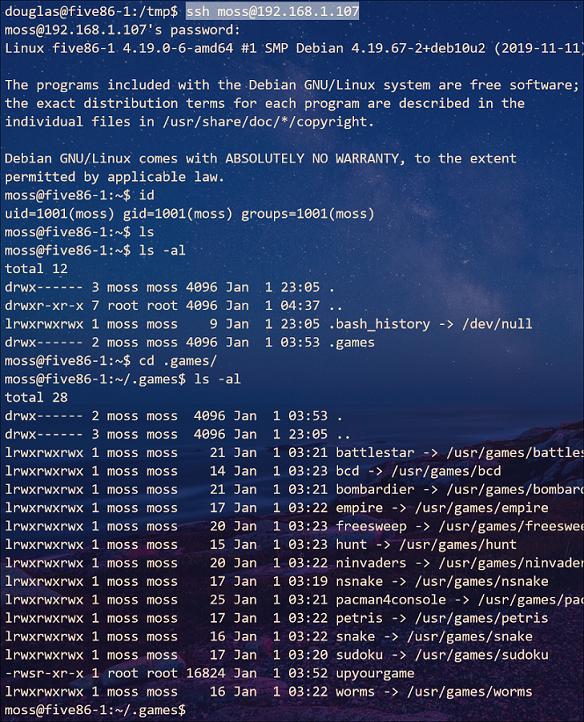 douglas@five86-1:/tmp$ ssh moss@192.168.1.107
moss@192.168.1.107's password:
Linux five86-1 4.19.0-6-amd64 #1 SMP Debian 4.19.67-2+deb10u2 (2019-11-11)

The programs included with the Debian GNU/Linux system are free software;
the exact distribution terms for each program are described in the
individual files in /usr/share/doc/*/copyright.

Debian GNU/Linux comes with ABSOLUTELY NO WARRANTY, to the extent
permitted by applicable law.
moss@five86-1:~$ id
uid=1001(moss) gid=1001(moss) groups=1001(moss)
moss@five86-1:~$ ls
moss@five86-1:~$ ls -al
total 12
drwx------ 3 moss moss 4096 Jan  1 23:05 .
drwxr-xr-x 7 root root 4096 Jan  1 04:37 ..
lrwxrwxrwx 1 moss moss    9 Jan  1 23:05 .bash_history -> /dev/null
drwx------ 2 moss moss 4096 Jan  1 03:53 .games
moss@five86-1:~$ cd .games/
moss@five86-1:~/.games$ ls -al
total 28
drwx------ 2 moss moss  4096 Jan  1 03:53 .
drwx------ 3 moss moss  4096 Jan  1 23:05 ..
lrwxrwxrwx 1 moss moss    21 Jan  1 03:21 battlestar -> /usr/games/battles
lrwxrwxrwx 1 moss moss    14 Jan  1 03:23 bcd -> /usr/games/bcd
lrwxrwxrwx 1 moss moss    21 Jan  1 03:21 bombardier -> /usr/games/bombar
lrwxrwxrwx 1 moss moss    17 Jan  1 03:22 empire -> /usr/games/empire
lrwxrwxrwx 1 moss moss    20 Jan  1 03:23 freesweep -> /usr/games/freeswee
lrwxrwxrwx 1 moss moss    15 Jan  1 03:23 hunt -> /usr/games/hunt
lrwxrwxrwx 1 moss moss    20 Jan  1 03:22 ninvaders -> /usr/games/ninvader
lrwxrwxrwx 1 moss moss    17 Jan  1 03:19 nsnake -> /usr/games/nsnake
lrwxrwxrwx 1 moss moss    25 Jan  1 03:21 pacman4console -> /usr/games/pac
lrwxrwxrwx 1 moss moss    17 Jan  1 03:22 petris -> /usr/games/petris
lrwxrwxrwx 1 moss moss    16 Jan  1 03:22 snake -> /usr/games/snake
lrwxrwxrwx 1 moss moss    17 Jan  1 03:20 sudoku -> /usr/games/sudoku
-rwsr-xr-x 1 root root 16824 Jan  1 03:52 upyourgame
lrwxrwxrwx 1 moss moss    16 Jan  1 03:22 worms -> /usr/games/worms
moss@five86-1:~/.games$